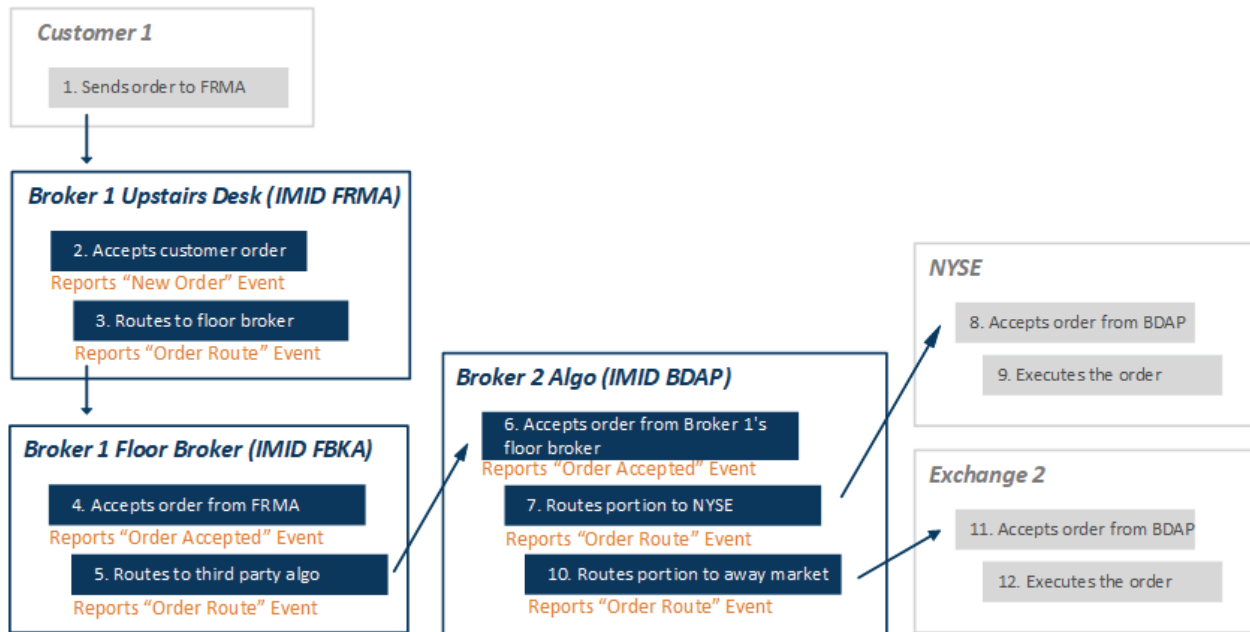 Customer 1
1. Sends order to FRMA
Broker 1 Upstairs Desk (IMID FRMA)
2. Accepts customer order
Reports “New Order” Event
3. Routes to floor broker
Reports “Order Route” Event
Broker 1 Floor Broker (IMID FBKA)
4. Accepts order from FRMA
Reports “Order Accepted” Event
5. Routes to third party algo
Reports “Order Route” Event
Broker 2 Algo (IMID BDAP)
6. Accepts order from Broker 1's
floor broker
Reports “Order Accepted” Event
7. Routes portion to NYSE
Reports “Order Route” Event
10. Routes portion to away market
Reports “Order Route” Event
NYSE
8. Accepts order from BDAP
9. Executes the order
Exchange 2
11. Accepts order from BDAP
12. Executes the order